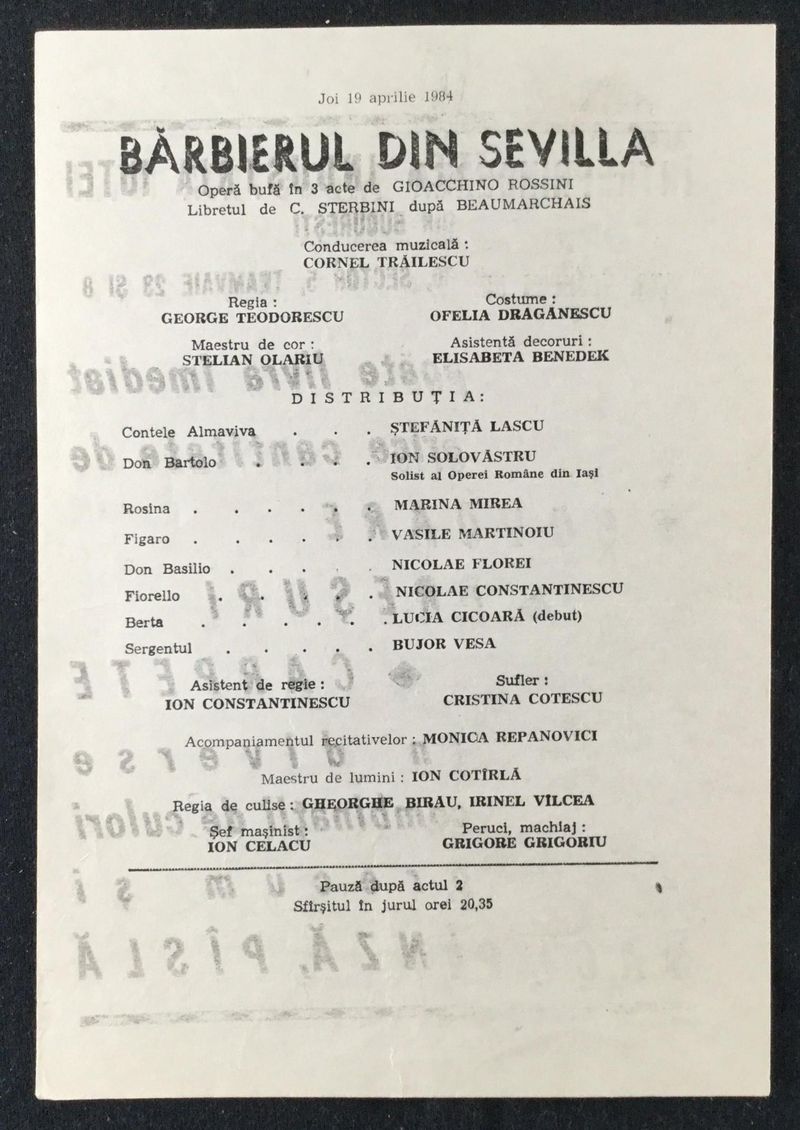 Joi 19 aprilie 1984
BĂRBIERUL DIN SEVILLA
Operă bufă în 3 acte de GIOACCHINO ROSSINI
Libretul de C. STERBINI după BEAUMARCHAIS
Conducerea muzicală :
CORNEL TRĂILESCU
Regia :
GEORGE TEODORESCU
Costume :
OFELIA DRĂGĂNESCU
Maestru de cor :
STELIAN OLARIU
Asistentă decoruri :
ELISABETA BENEDEK
DISTRIBUȚIA:
Contele Almaviva . . . ȘTEFĂNIȚĂ LASCU
Don Bartolo . . . . ION SOLOVĂSTRU
Solist al Operei Române din Iași
Rosina . . . . . . MARINA MIREA
Figaro . . . . . . VASILE MARTINOIU
Don Basilio . . . . . NICOLAE FLOREI
Fiorello . . . . . NICOLAE CONSTANTINESCU
Berta . . . . . . LUCIA CICOARĂ (debut)
Sergentul . . . . . BUJOR VESA
Asistent de regie :
ION CONSTANTINESCU
Sufler :
CRISTINA COTESCU
Acompaniamentul recitativelor : MONICA REPANOVICI
Maestru de lumini : ION COTÎRLĂ
Regia de culise : GHEORGHE BIRAU, IRINEL VÎLCEA
Șef mașinist :
ION CELACU
Peruci, machiaj :
GRIGORE GRIGORIU
Pauză după actul 2
Sfîrșitul în jurul orei 20,35